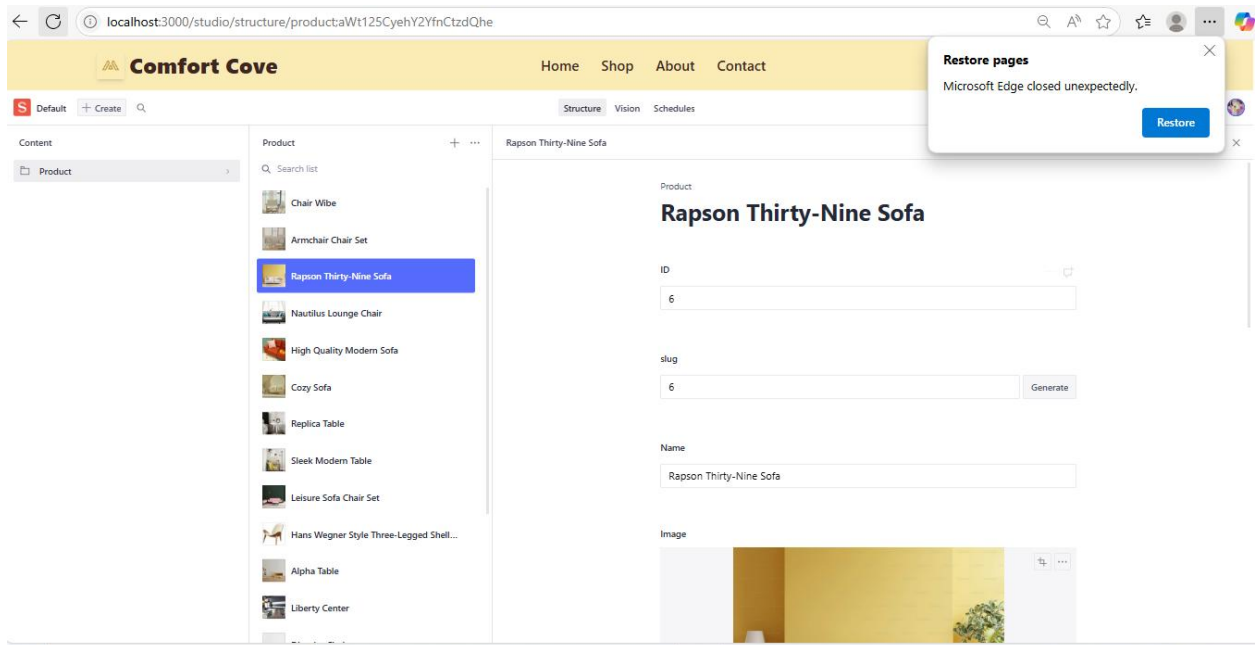 localhost:3000/studio/structure/product;aWt125CyehY2YfnCtzdQhe
Comfort Cove
Home Shop About Contact
Restore pages
Microsoft Edge closed unexpectedly.
Restore
S Default + Create
Structure Vision Schedules
Content
Product
Product
Search list
Chair Wibe
Armchair Chair Set
Rapson Thirty-Nine Sofa
Nautilus Lounge Chair
High Quality Modern Sofa
Cozy Sofa
Replica Table
Sleek Modern Table
Leisure Sofa Chair Set
Hans Wegner Style Three-Legged Shell...
Alpha Table
Liberty Center
Rapson Thirty-Nine Sofa
Product
Rapson Thirty-Nine Sofa
ID
6
slug
6
Generate
Name
Rapson Thirty-Nine Sofa
Image